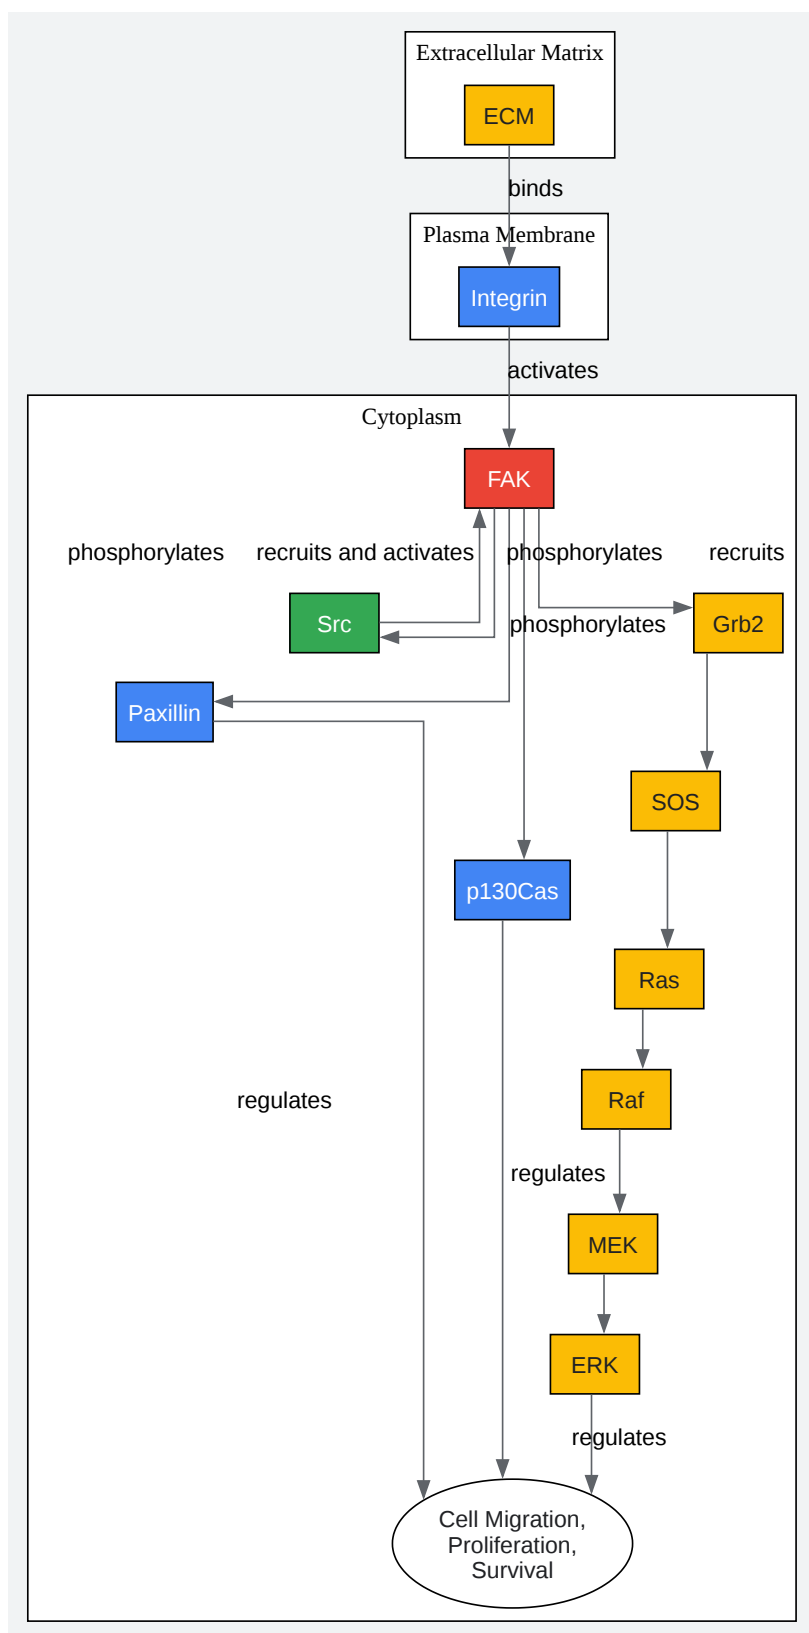 Extracellular Matrix
ECM
binds
Plasma Membrane
Integrin
activates
Cytoplasm
FAK
phosphorylates
recruits and activates
phosphorylates
recruits
Src
phosphorylates
Grb2
Paxillin
SOS
p130Cas
Ras
regulates
Raf
regulates
MEK
ERK
regulates
Cell Migration,
Proliferation,
Survival